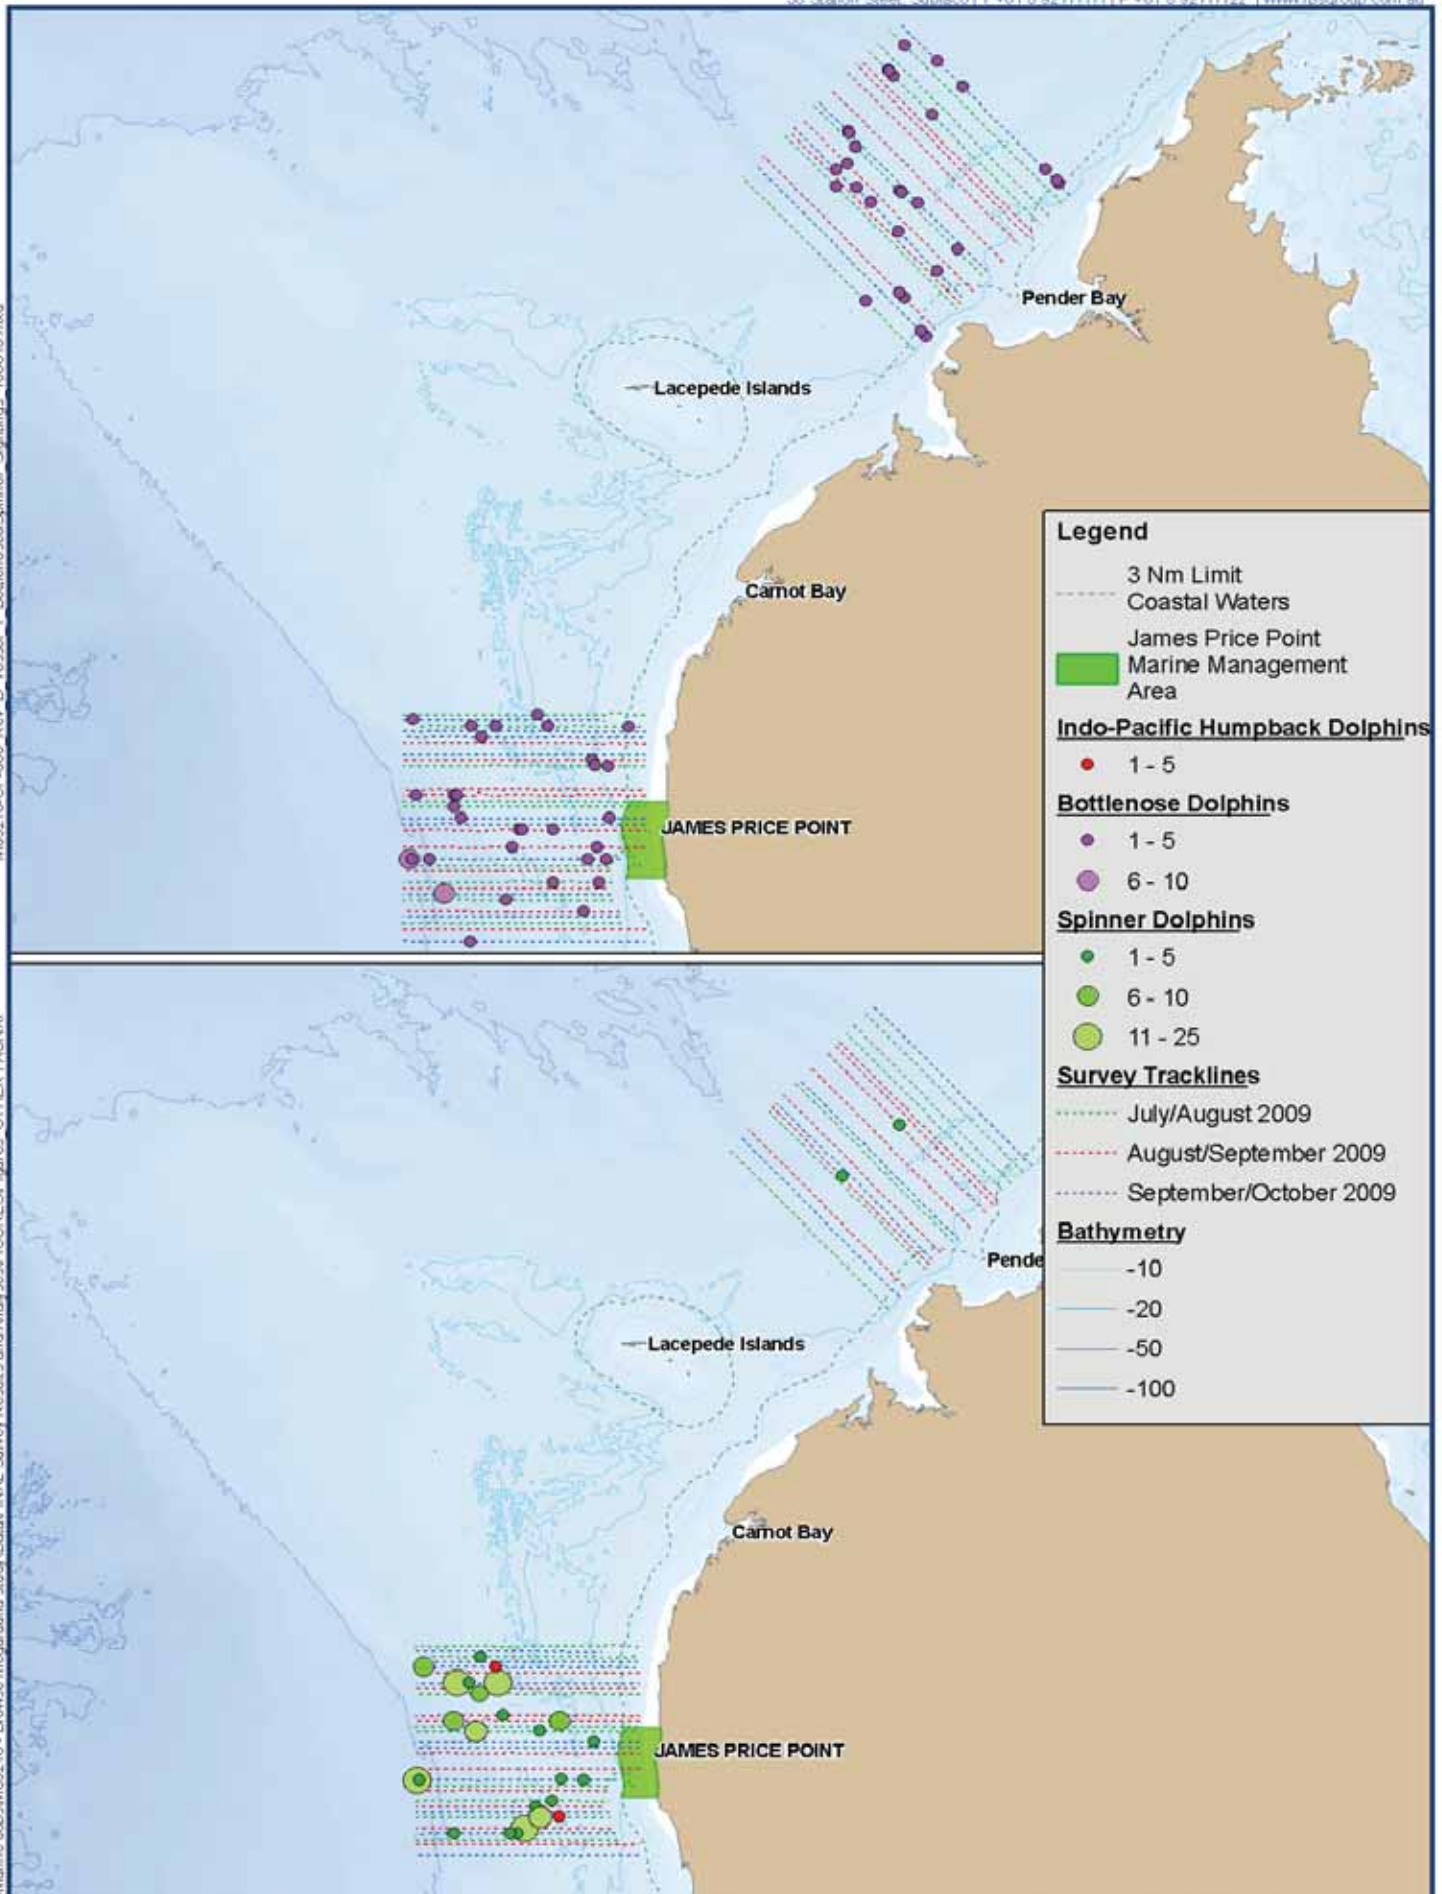 Pender Bay
Lacepede Islands
Carnot Bay
JAMES PRICE POINT
Legend
3 Nm Limit
Coastal Waters
James Price Point
Marine Management
Area
Indo-Pacific Humpback Dolphins
1 - 5
Bottlenose Dolphins
1 - 5
6 - 10
Spinner Dolphins
1 - 5
6 - 10
11 - 25
Survey Tracklines
July/August 2009
August/September 2009
September/October 2009
Bathymetry
-10
-20
-50
-100
Pende
Lacepede Islands
Carnot Bay
JAMES PRICE POINT